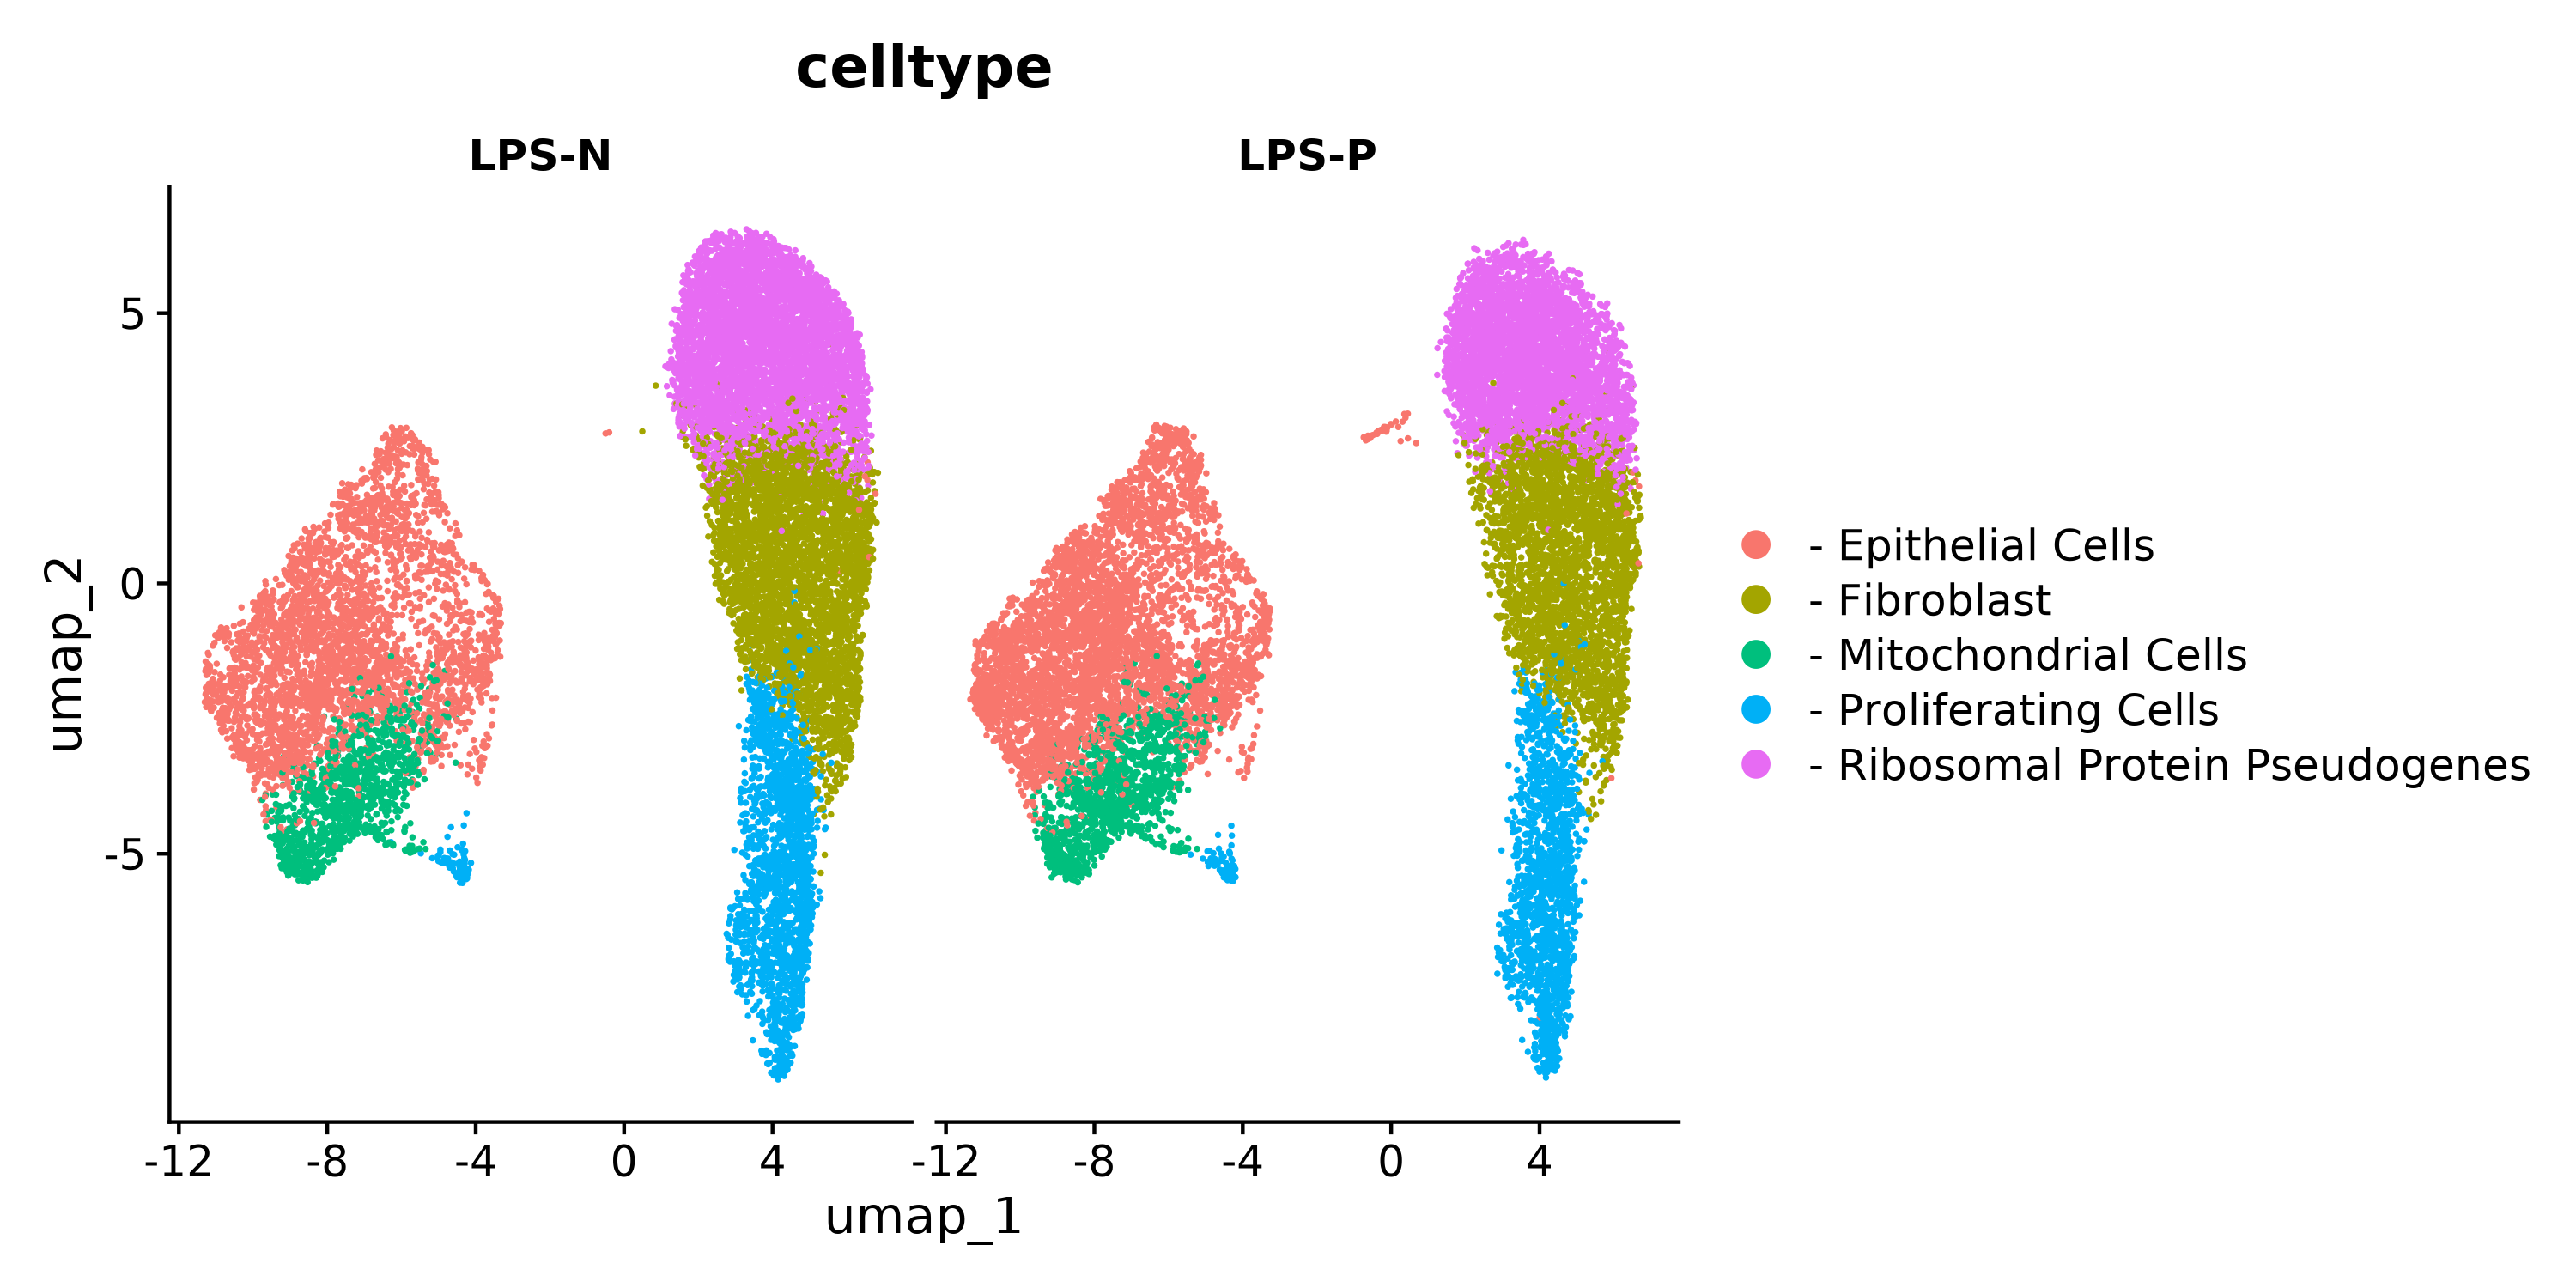 celltype
LPS-N
LPS-P
5
0
-5
umap_2
-12 -8 -4 0 4
-12 -8 -4 0 4
umap_1
- Epithelial Cells
- Fibroblast
- Mitochondrial Cells
- Proliferating Cells
- Ribosomal Protein Pseudogenes